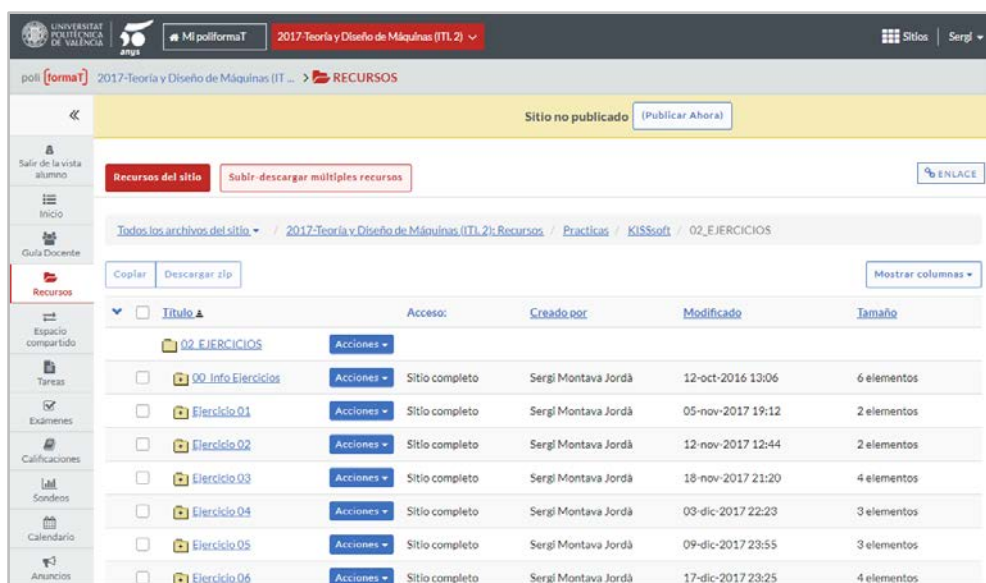 UNIVERSITAT
POLITÈCNICA
DE VALÈNCIA
50
anys
Mi poliformaT
2017-Teoría y Diseño de Máquinas (ITI, 2)
Sitios
Sergi
poli [formaT]
2017-Teoría y Diseño de Máquinas (IT ... > RECURSOS
«
Sitio no publicado (Publicar Ahora)
Salir de la vista
alumno
Inicio
Guía Docente
Recursos
Espacio
compartido
Tareas
Exámenes
Calificaciones
Sondeos
Calendario
Anuncios
Recursos del sitio
Subir-descargar múltiples recursos
ENLACE
Todos los archivos del sitio / 2017-Teoría y Diseño de Máquinas (ITI, 2): Recursos / Practicas / KISSsoft / 02_EJERCICIOS
Copiar Descargar zip
Mostrar columnas
Título Acceso: Creado por Modificado Tamaño
02_EJERCICIOS Acciones
00_Info Ejercicios Acciones Sitio completo Sergi Montava Jordà 12-oct-2016 13:06 6 elementos
Ejercicio 01 Acciones Sitio completo Sergi Montava Jordà 05-nov-2017 19:12 2 elementos
Ejercicio 02 Acciones Sitio completo Sergi Montava Jordà 12-nov-2017 12:44 2 elementos
Ejercicio 03 Acciones Sitio completo Sergi Montava Jordà 18-nov-2017 21:20 4 elementos
Ejercicio 04 Acciones Sitio completo Sergi Montava Jordà 03-dic-2017 22:23 3 elementos
Ejercicio 05 Acciones Sitio completo Sergi Montava Jordà 09-dic-2017 23:55 3 elementos
Ejercicio 06 Acciones Sitio completo Sergi Montava Jordà 17-dic-2017 23:25 4 elementos